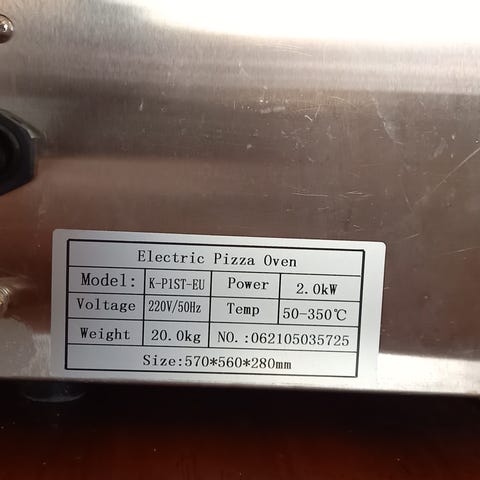 Electric Pizza Oven
Model: K-P1ST-EU Power 2.0kW
Voltage 220V/50Hz Temp 50-350℃
Weight 20.0kg NO.:062105035725
Size:570*560*280mm